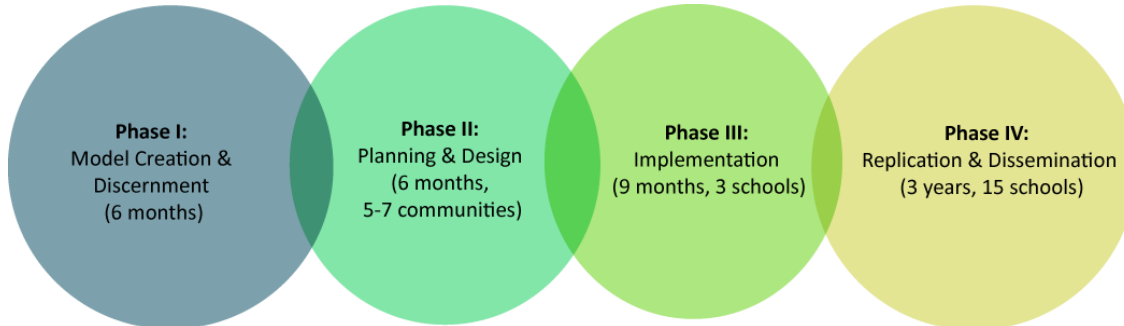 Phase I:
Model Creation &
Discernment
(6 months)
Phase II:
Planning & Design
(6 months,
5-7 communities)
Phase III:
Implementation
(9 months, 3 schools)
Phase IV:
Replication & Dissemination
(3 years, 15 schools)